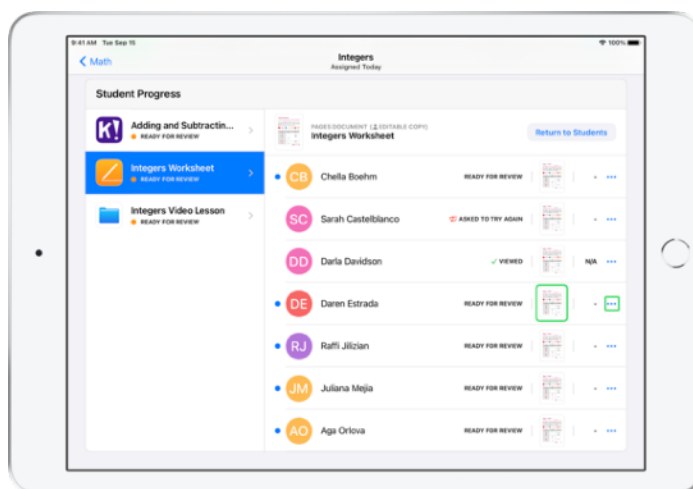 9:41 AM Tue Sep 15
100%
Math
Integers
Assigned Today
Student Progress
K!
Adding and Subtractin...
READY FOR REVIEW
Integers Worksheet
READY FOR REVIEW
Integers Video Lesson
READY FOR REVIEW
PAGES DOCUMENT (EDITABLE COPY)
Integers Worksheet
Return to Students
CB Chella Boehm READY FOR REVIEW - ...
SC Sarah Castelblanco ASKED TO TRY AGAIN - ...
DD Darla Davidson VIEWED N/A ...
DE Daren Estrada READY FOR REVIEW - ...
RJ Raffi Jilizian READY FOR REVIEW - ...
JM Juliana Mejia READY FOR REVIEW - ...
AO Aga Orlova READY FOR REVIEW - ...